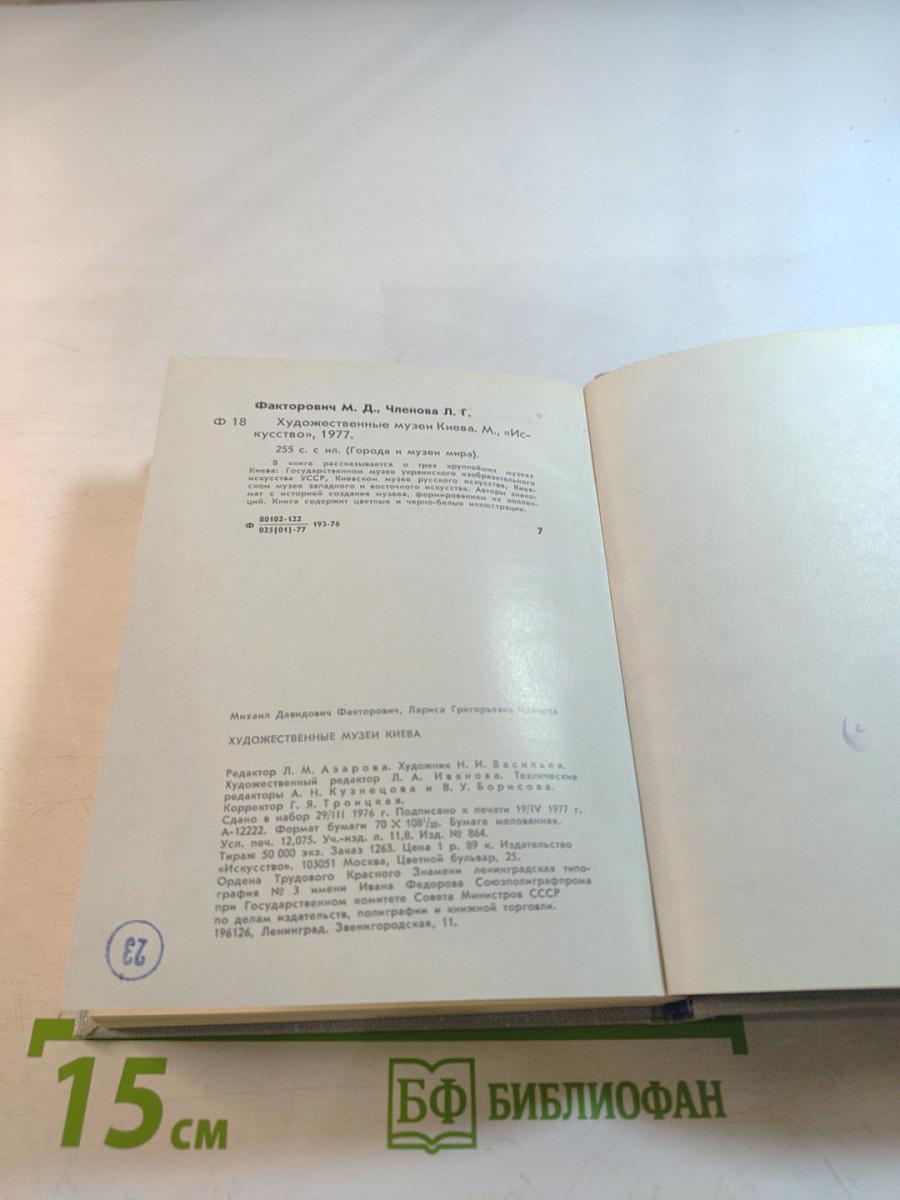 Факторович М. Д., Членова Л. Г.
Ф 18 Художественные музеи Киева. М., «Ис-
кусство», 1977.
255 с. с ил. (Города и музеи мира).
В книге рассказывается о трех крупнейших музеях
Киева: Государственном музее украинского изобразительного
искусства УССР, Киевском музее русского искусства, Киев-
ском музее западного и восточного искусства. Авторы знако-
мят с историей создания музеев, формированием их коллек-
ций. Книга содержит цветные и черно-белые иллюстрации.
Ф 80102-122
025(01)-77 193-76 7
Михаил Давидович Факторович, Лариса Григорьевна Членова
ХУДОЖЕСТВЕННЫЕ МУЗЕИ КИЕВА
Редактор Л. М. Азарова. Художник Н. И. Васильев.
Художественный редактор Л. А. Иванова. Технические
редакторы А. Н. Кузнецова и В. У. Борисова.
Корректор Г. Я. Троицкая.
Сдано в набор 29/III 1976 г. Подписано к печати 19/IV 1977 г.
А-12222. Формат бумаги 70 X 108¹/₃₂. Бумага мелованная.
Усл. печ. 12,075. Уч.-изд. л. 11,8. Изд. № 864.
Тираж 50 000 экз. Заказ 1263. Цена 1 р. 89 к. Издательство
«Искусство». 103051 Москва, Цветной бульвар, 25.
Ордена Трудового Красного Знамени ленинградская типо-
графия № 3 имени Ивана Федорова Союзполиграфпрома
при Государственном комитете Совета Министров СССР
по делам издательств, полиграфии и книжной торговли.
196126, Ленинград, Звенигородская, 11.
23
15 см
БФ БИБЛИОФАН